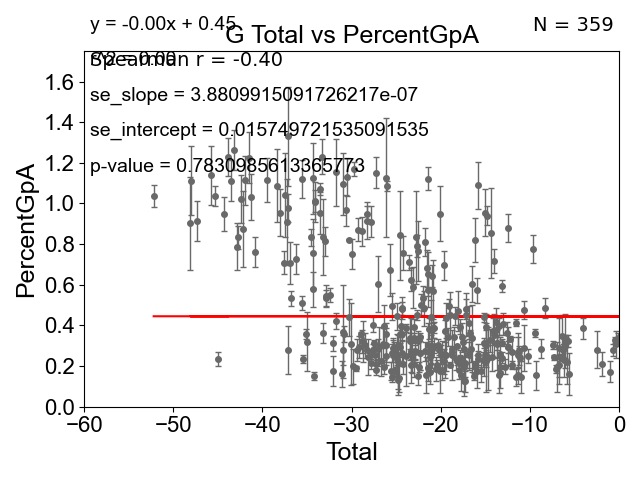 y = -0.00x + 0.45
G Total vs PercentGpA
N = 359
Spearman r = -0.40
se_slope = 3.8809915091726217e-07
se_intercept = 0.015749721535091535
p-value = 0.7830985613365773
PercentGpA
1.6
1.4
1.2
1.0
0.8
0.6
0.4
0.2
0.0
−60
−50
−40
−30
−20
−10
0
Total